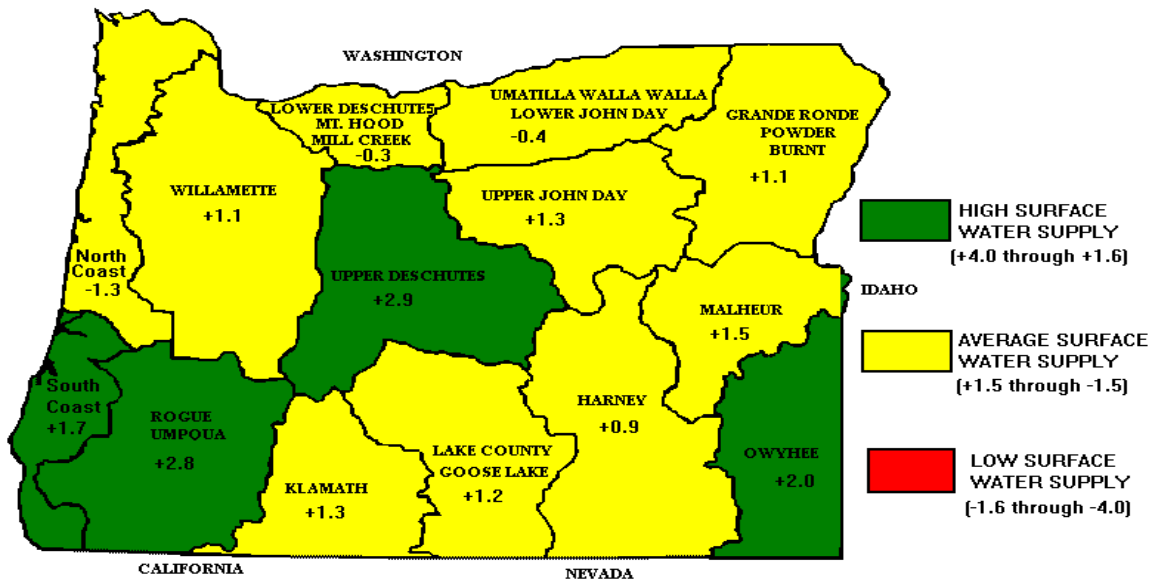 WASHINGTON
LOWER DESCHUTES
MT. HOOD
MILL CREEK
-0.3
UMATILLA WALLA WALLA
LOWER JOHN DAY
-0.4
GRANDE RONDE
POWDER
BURNT
+1.1
WILLAMETTE
+1.1
UPPER JOHN DAY
+1.3
North
Coast
-1.3
UPPER DESCHUTES
+2.9
MALHEUR
+1.5
IDAHO
South
Coast
+1.7
ROGUE
UMPQUA
+2.8
KLAMATH
+1.3
LAKE COUNTY
GOOSE LAKE
+1.2
HARNEY
+0.9
OWYHEE
+2.0
CALIFORNIA
NEVADA
HIGH SURFACE
WATER SUPPLY
(+4.0 through +1.6)
AVERAGE SURFACE
WATER SUPPLY
(+1.5 through -1.5)
LOW SURFACE
WATER SUPPLY
(-1.6 through -4.0)